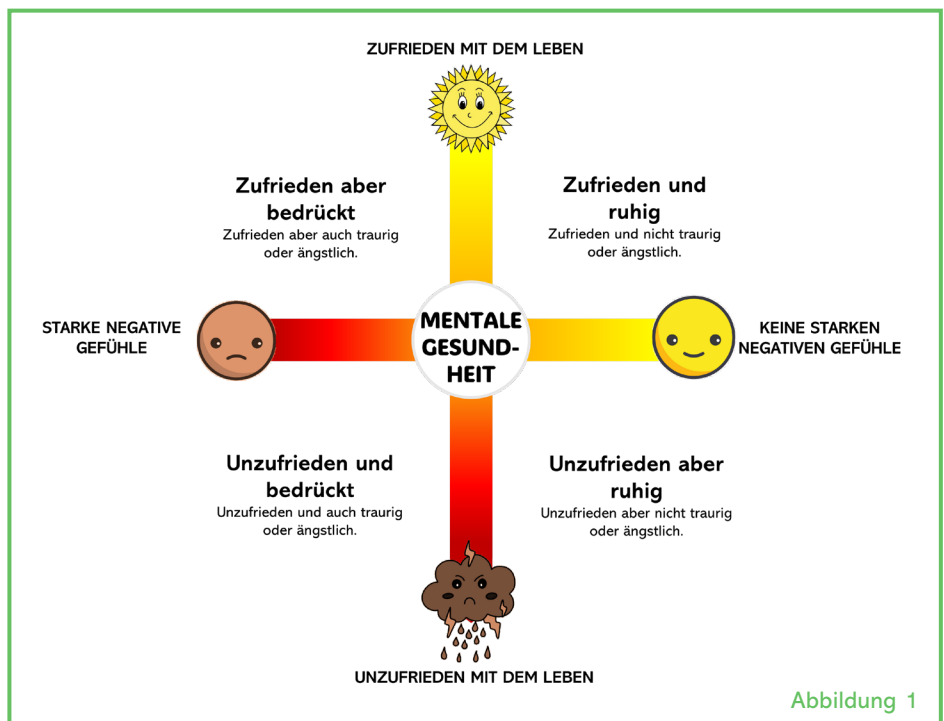 ZUFRIEDEN MIT DEM LEBEN
Zufrieden aber
bedrückt
Zufrieden aber auch traurig
oder ängstlich.
Zufrieden und
ruhig
Zufrieden und nicht traurig
oder ängstlich.
STARKE NEGATIVE
GEFÜHLE
MENTALE
GESUND-
HEIT
KEINE STARKEN
NEGATIVEN GEFÜHLE
Unzufrieden und
bedrückt
Unzufrieden und auch traurig
oder ängstlich.
Unzufrieden aber
ruhig
Unzufrieden aber nicht traurig
oder ängstlich.
UNZUFRIEDEN MIT DEM LEBEN
Abbildung 1